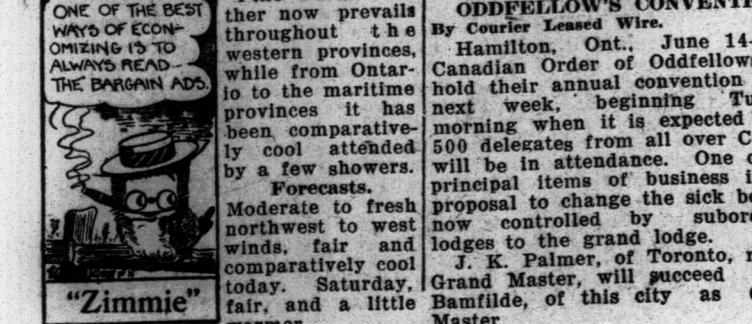 ONE OF THE BEST
WAYS OF ECON-
OMIZING IS TO
ALWAYS READ
THE BARGAIN ADS.
"Zimmie"
ther now prevails
throughout the
western provinces,
while from Ontar-
io to the maritime
provinces it has
been comparative-
ly cool attended
by a few showers.
Forecasts.
Moderate to fresh
northwest to west
winds, fair and
comparatively cool
today. Saturday,
fair, and a little
ODDFELLOW'S CONVENTI
By Courier Leased Wire.
Hamilton, Ont., June 14-
Canadian Order of Oddfellows
hold their annual convention
next week, beginning Tu
morning when it is expected
500 delegates from all over C
will be in attendance. One o
principal items of business i
proposal to change the sick be
now controlled by subor
lodges to the grand lodge.
J. K. Palmer, of Toronto,
Grand Master, will succeed
Bamfilde, of this city as
Master